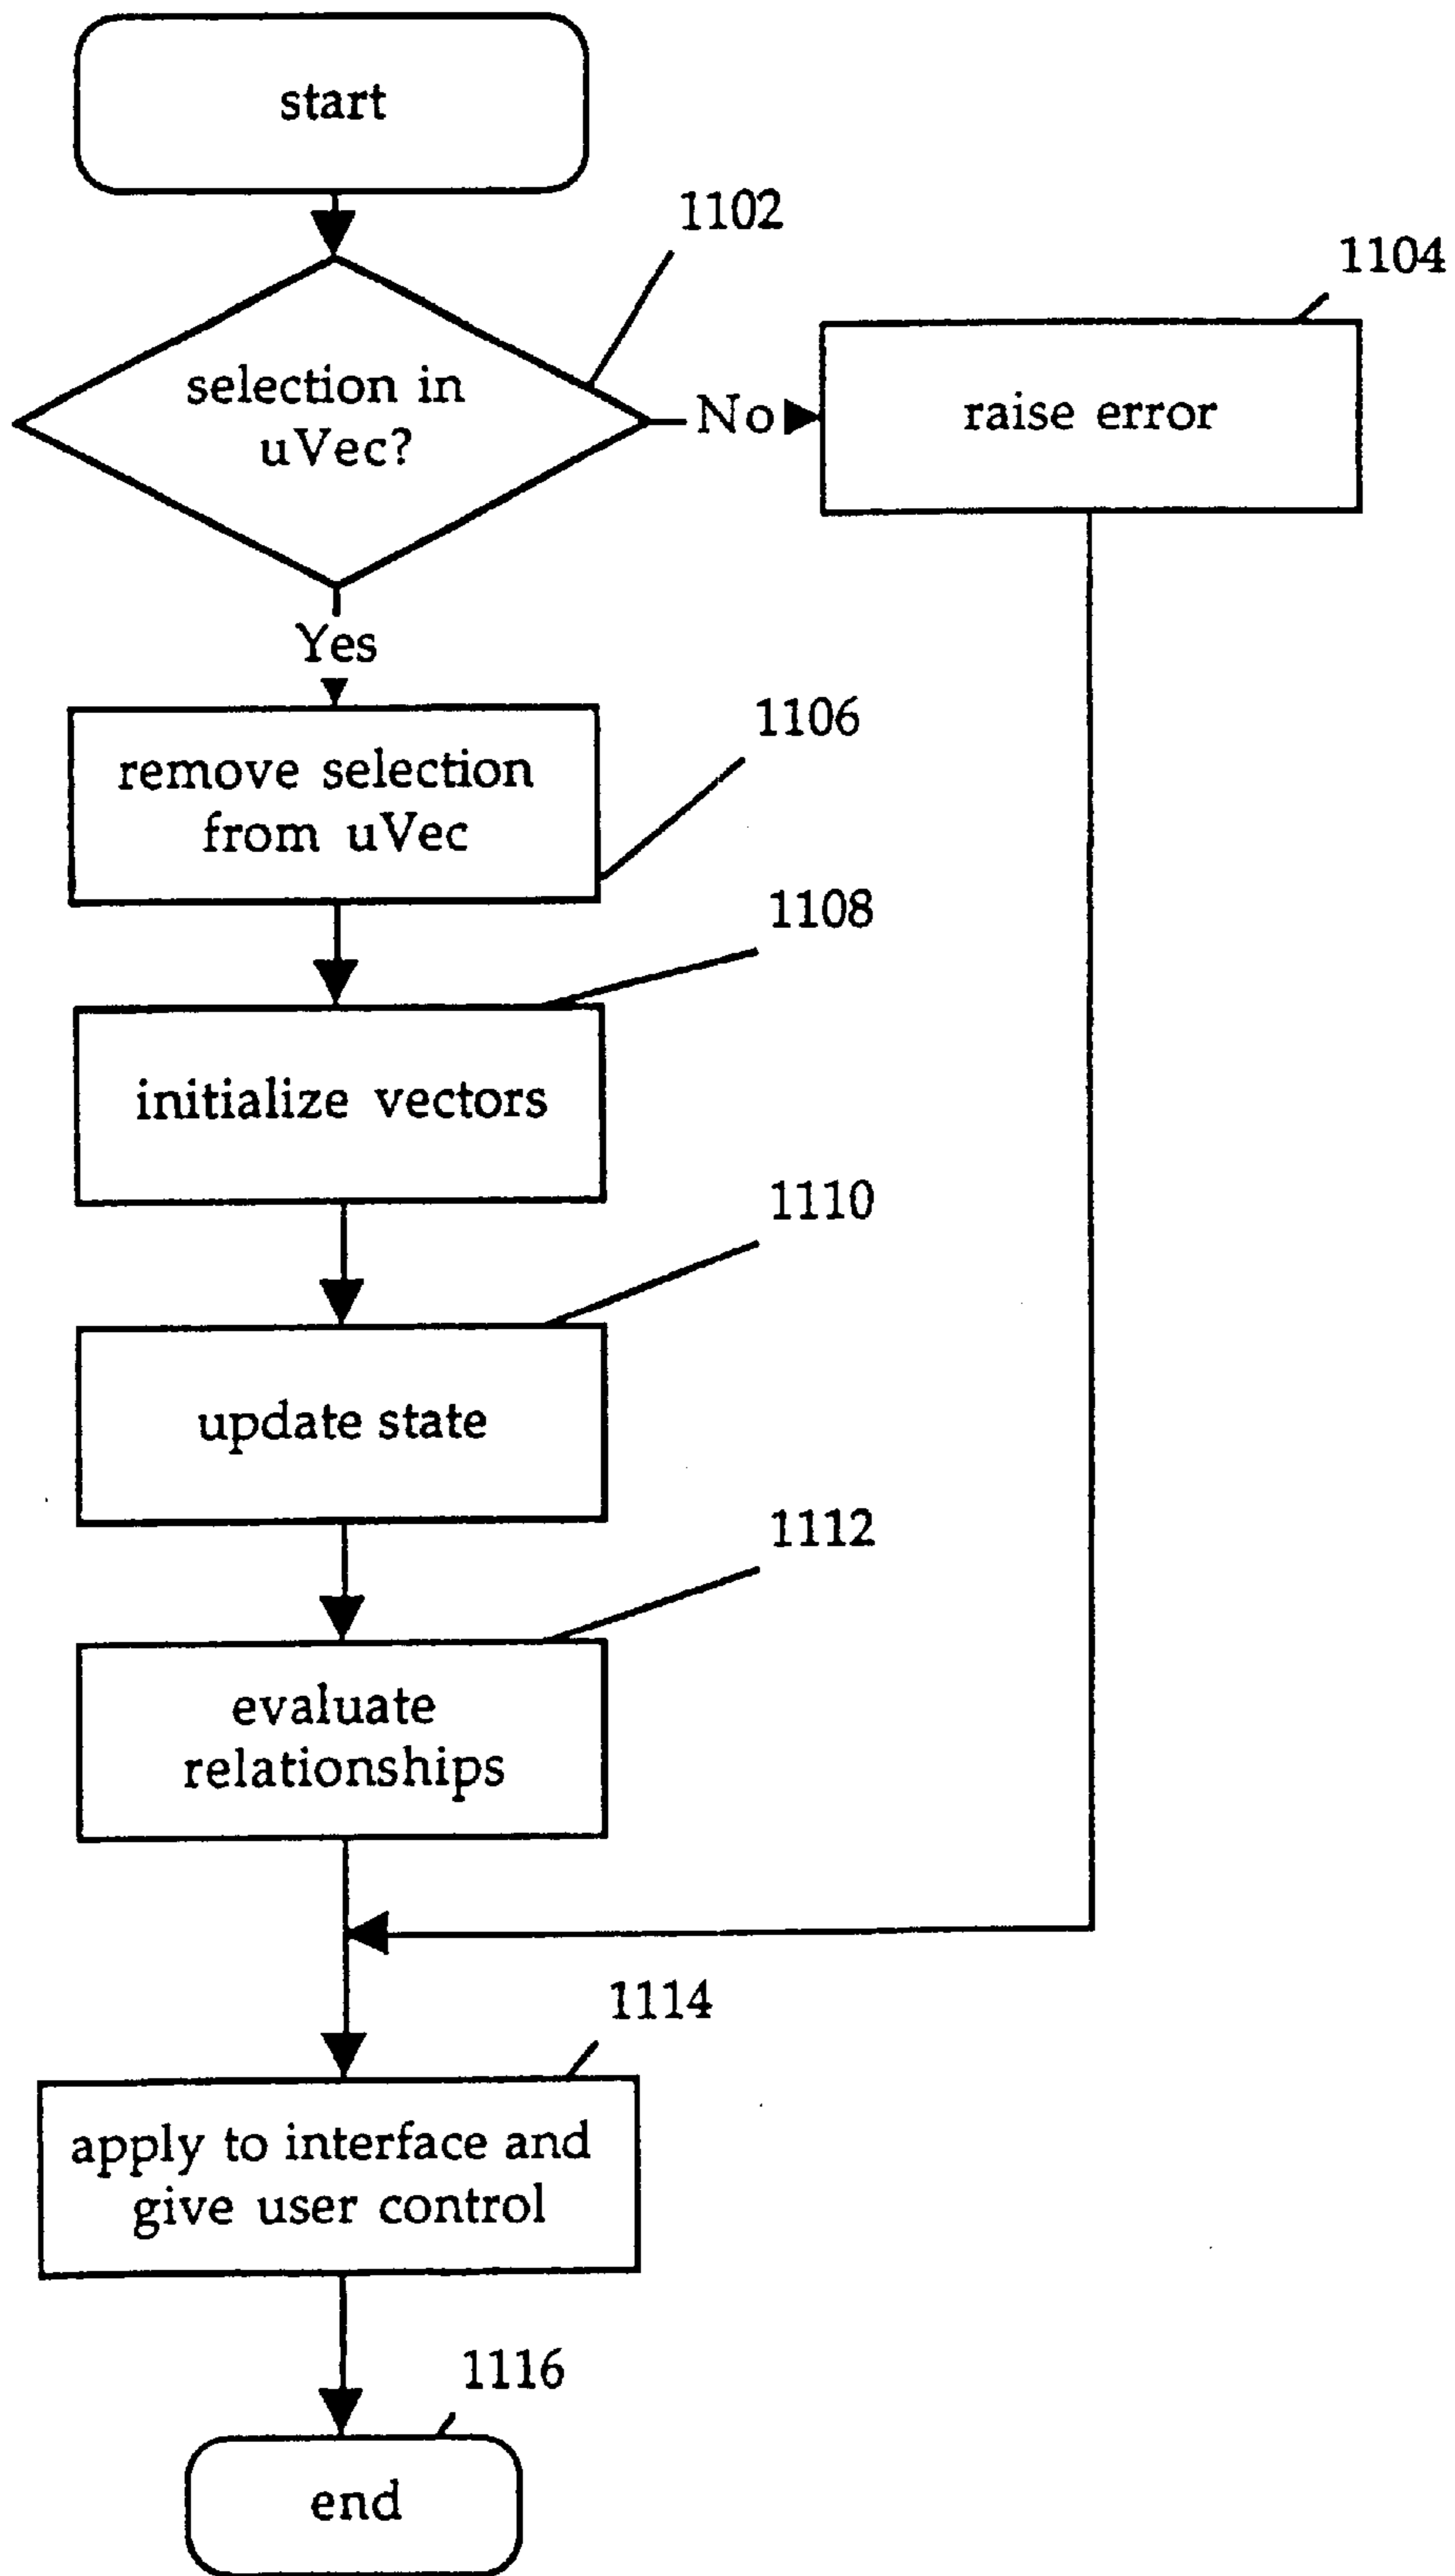 start
1102
1104
selection in
uVec?
No
raise error
Yes
1106
remove selection
from uVec
1108
initialize vectors
1110
update state
1112
evaluate
relationships
1114
apply to interface and
give user control
1116
end